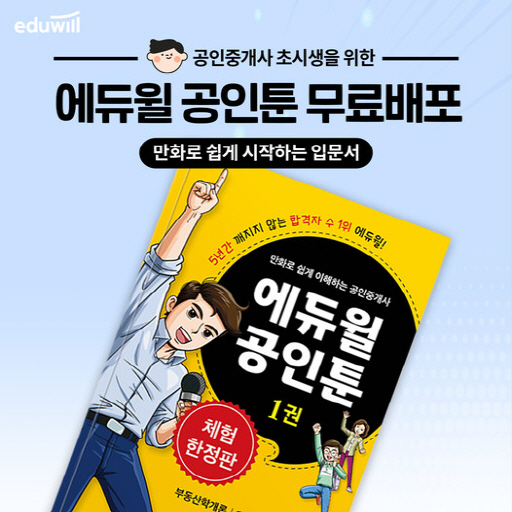 eduwill
공인중개사 초시생을 위한
에듀윌 공인툰 무료배포
만화로 쉽게 시작하는 입문서
5년간 깨지지 않는 합격자 수 1위 에듀윌!
만화로 쉽게 이해하는 공인중개사
에듀윌
공인툰
1권
체험
한정판
부동산학개론